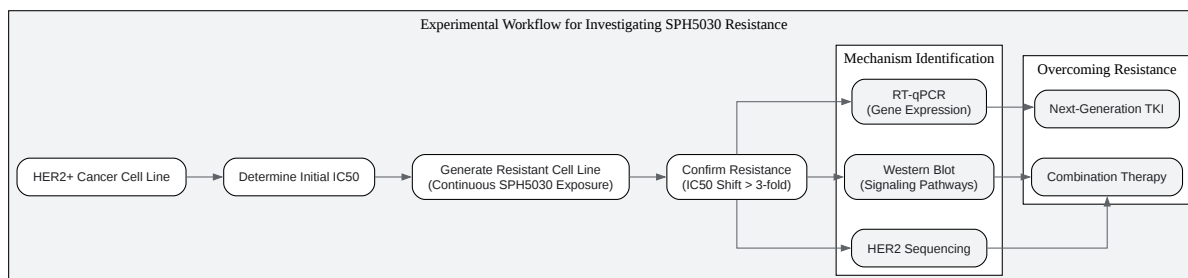 Experimental Workflow for Investigating SPH5030 Resistance
HER2+ Cancer Cell Line
Determine Initial IC50
Generate Resistant Cell Line
(Continuous SPH5030 Exposure)
Confirm Resistance
(IC50 Shift > 3-fold)
Mechanism Identification
RT-qPCR
(Gene Expression)
Western Blot
(Signaling Pathways)
HER2 Sequencing
Overcoming Resistance
Next-Generation TKI
Combination Therapy